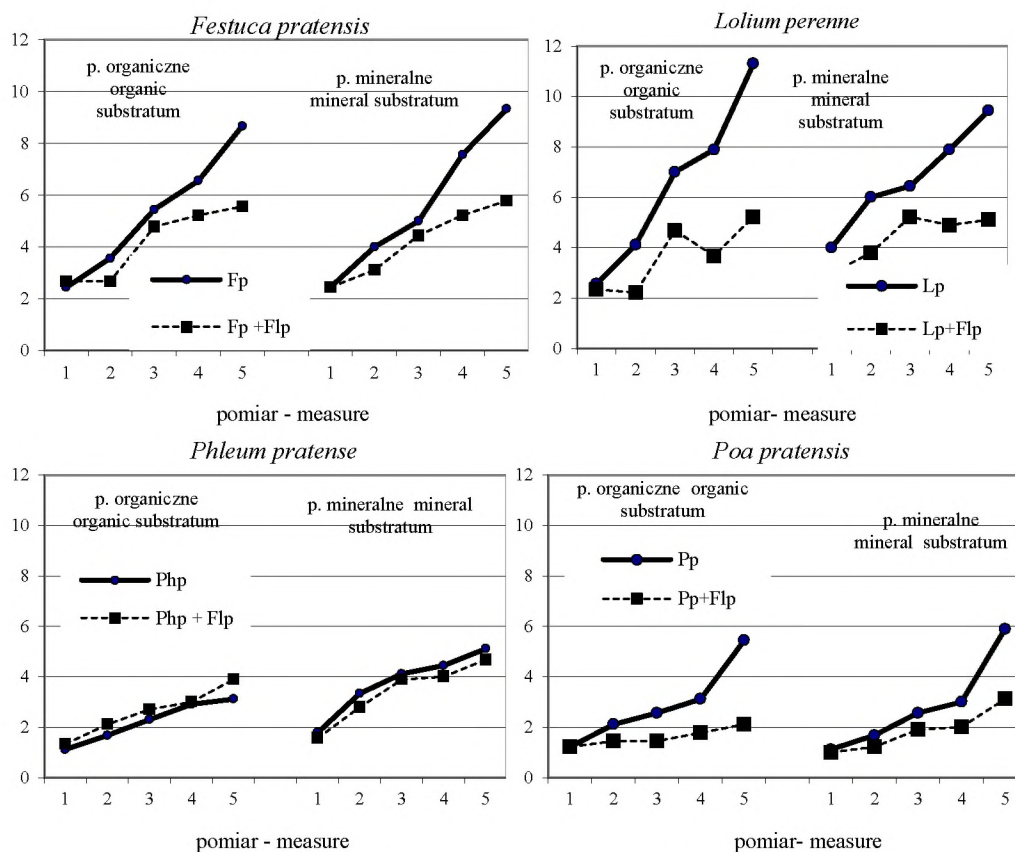 Festuca pratensis
12
10
8
6
4
2
0
p. organiczne
organic
substratum
p. mineralne
mineral substratum
Fp
Fp +Flp
1 2 3 4 5 1 2 3 4 5
pomiar - measure
Lolium perenne
12
10
8
6
4
2
0
p. organiczne
organic
substratum
p. mineralne
mineral
substratum
Lp
Lp+Flp
1 2 3 4 5 1 2 3 4 5
pomiar- measure
Phleum pratense
12
10
8
6
4
2
0
p. organiczne
organic substratum
p. mineralne mineral
substratum
Php
Php + Flp
1 2 3 4 5 1 2 3 4 5
pomiar - measure
Poa pratensis
12
10
8
6
4
2
0
p. organiczne organic
substratum
p. mineralne
mineral substratum
Pp
Pp+Flp
1 2 3 4 5 1 2 3 4 5
pomiar- measure